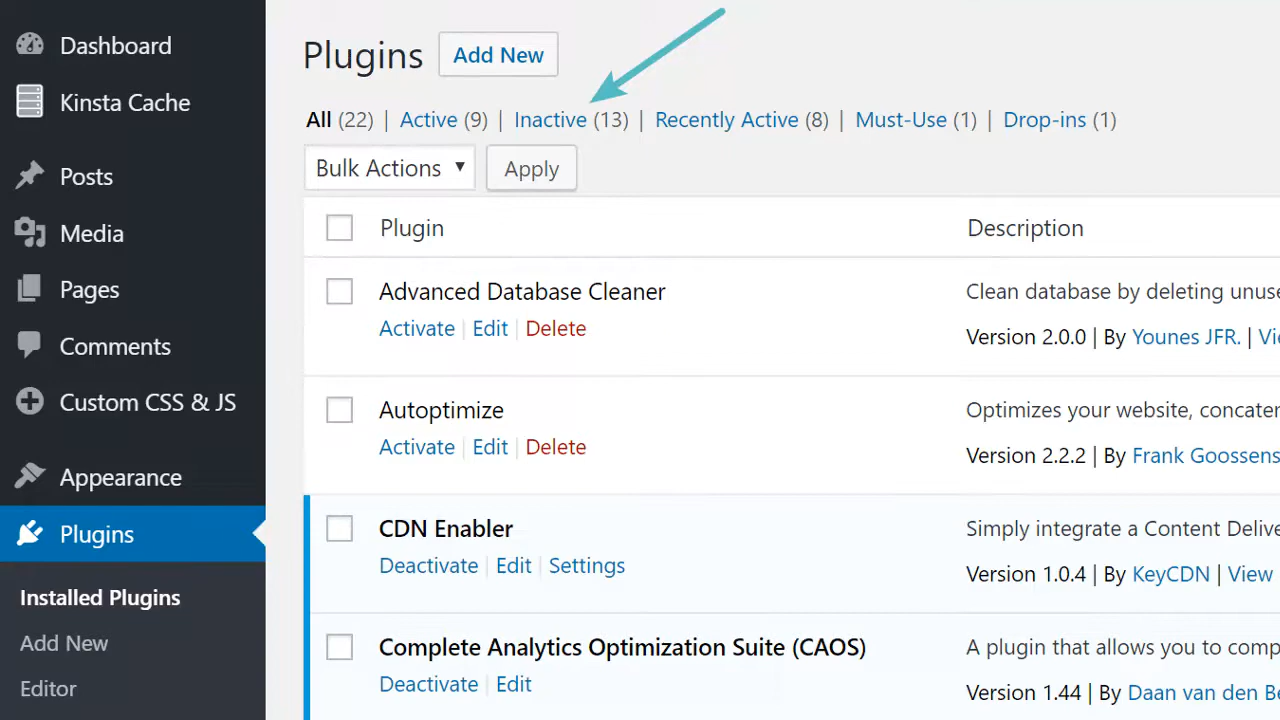 Dashboard
Kinsta Cache
Posts
Media
Pages
Comments
Custom CSS & JS
Appearance
Plugins
Installed Plugins
Add New
Editor
Plugins Add New
All (22) | Active (9) | Inactive (13) | Recently Active (8) | Must-Use (1) | Drop-ins (1)
Bulk Actions Apply
Plugin Description
Advanced Database Cleaner Clean database by deleting unuse
Activate | Edit | Delete Version 2.0.0 | By Younes JFR. | Vie
Autoptimize Optimizes your website, concaten
Activate | Edit | Delete Version 2.2.2 | By Frank Goossens
CDN Enabler Simply integrate a Content Delive
Deactivate | Edit | Settings Version 1.0.4 | By KeyCDN | View
Complete Analytics Optimization Suite (CAOS) A plugin that allows you to comp
Deactivate | Edit Version 1.44 | By Daan van den Be